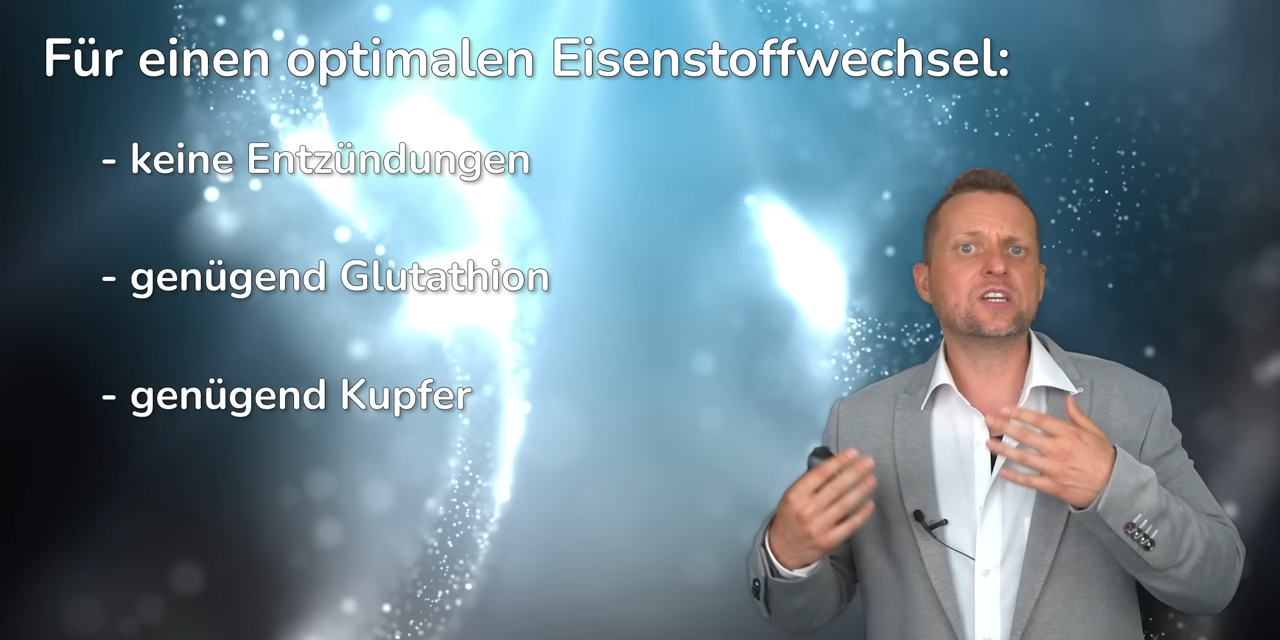 Für einen optimalen Eisenstoffwechsel:
- keine Entzündungen
- genügend Glutathion
- genügend Kupfer